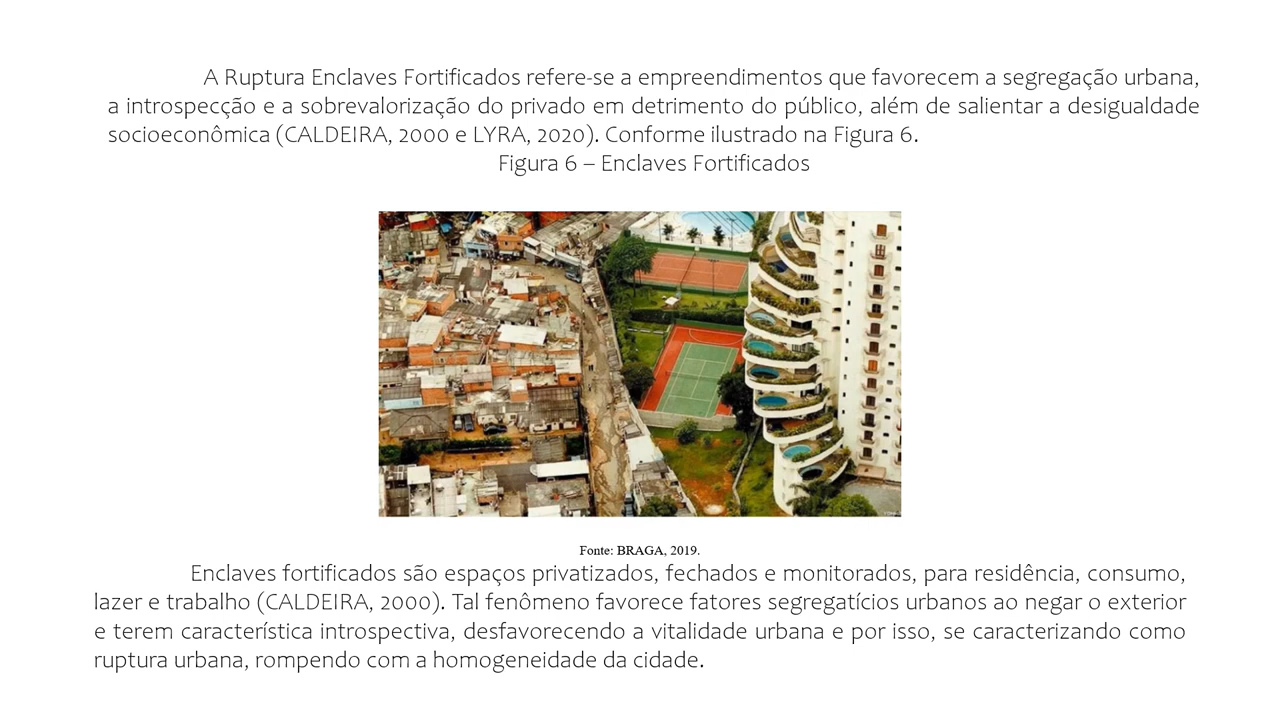 A Ruptura Enclaves Fortificados refere-se a empreendimentos que favorecem a segregação urbana,
a introspecção e a sobrevalorização do privado em detrimento do público, além de salientar a desigualdade
socioeconômica (CALDEIRA, 2000 e LYRA, 2020). Conforme ilustrado na Figura 6.
Figura 6 – Enclaves Fortificados
Fonte: BRAGA, 2019.
Enclaves fortificados são espaços privatizados, fechados e monitorados, para residência, consumo,
lazer e trabalho (CALDEIRA, 2000). Tal fenômeno favorece fatores segregatícios urbanos ao negar o exterior
e terem característica introspectiva, desfavorecendo a vitalidade urbana e por isso, se caracterizando como
ruptura urbana, rompendo com a homogeneidade da cidade.